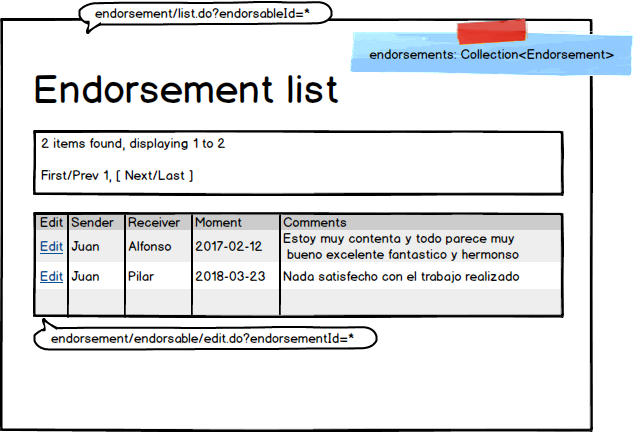 endorsement/list.do?endorsableId=*
endorsements: Collection<Endorsement>
Endorsement list
2 items found, displaying 1 to 2
First/Prev 1, [ Next/Last ]
Edit Sender Receiver Moment Comments
Edit Juan Alfonso 2017-02-12 Estoy muy contenta y todo parece muy
bueno excelente fantastico y hermonso
Edit Juan Pilar 2018-03-23 Nada satisfecho con el trabajo realizado
endorsement/endorsable/edit.do?endorsementId=*